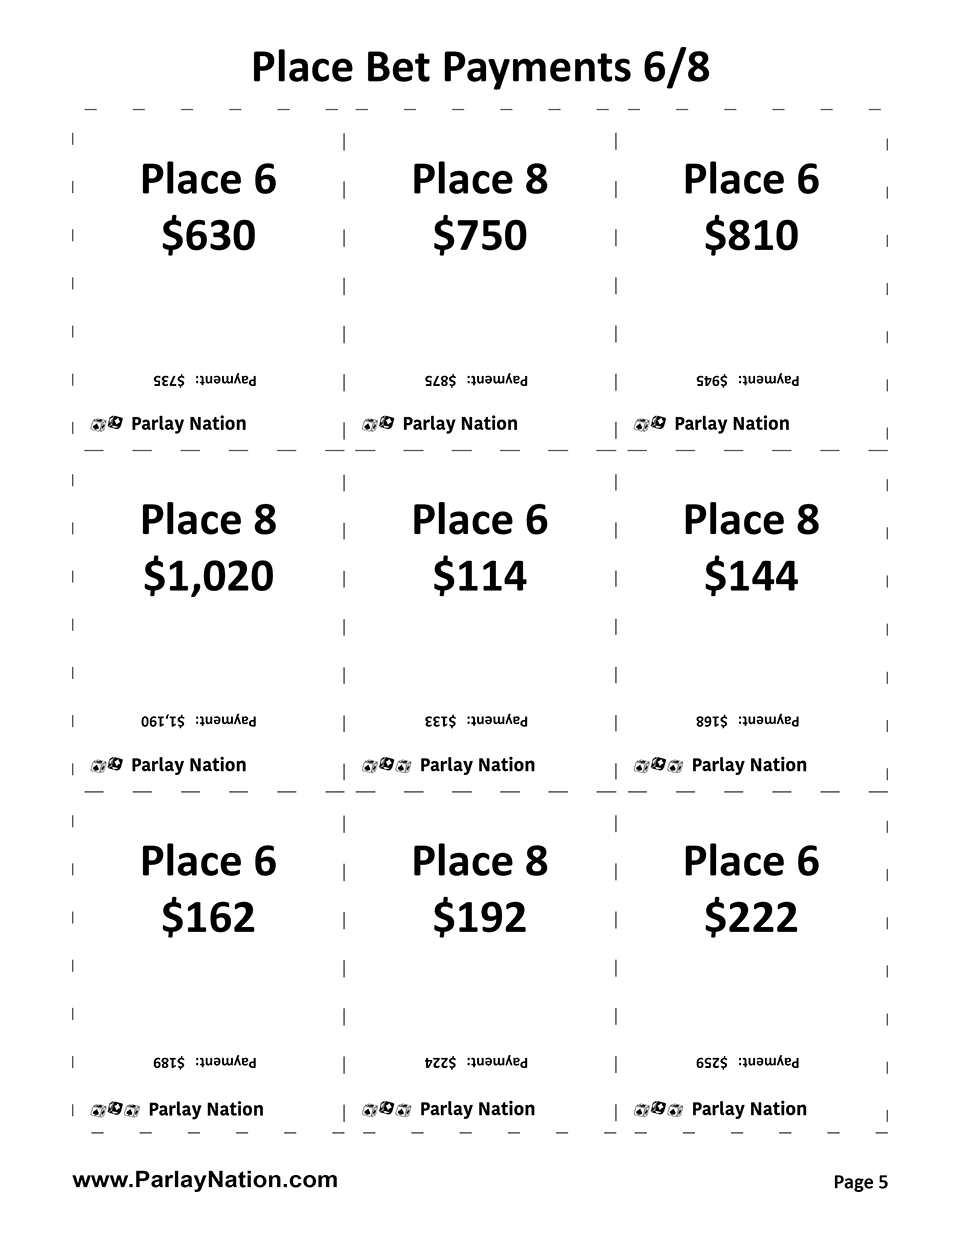 Place Bet Payments 6/8
Place 6
$630
Payment: $735
Parlay Nation
Place 8
$750
Payment: $875
Parlay Nation
Place 6
$810
Payment: $945
Parlay Nation
Place 8
$1,020
Payment: $1,190
Parlay Nation
Place 6
$114
Payment: $133
Parlay Nation
Place 8
$144
Payment: $168
Parlay Nation
Place 6
$162
Payment: $189
Parlay Nation
Place 8
$192
Payment: $224
Parlay Nation
Place 6
$222
Payment: $259
Parlay Nation
www.ParlayNation.com
Page 5